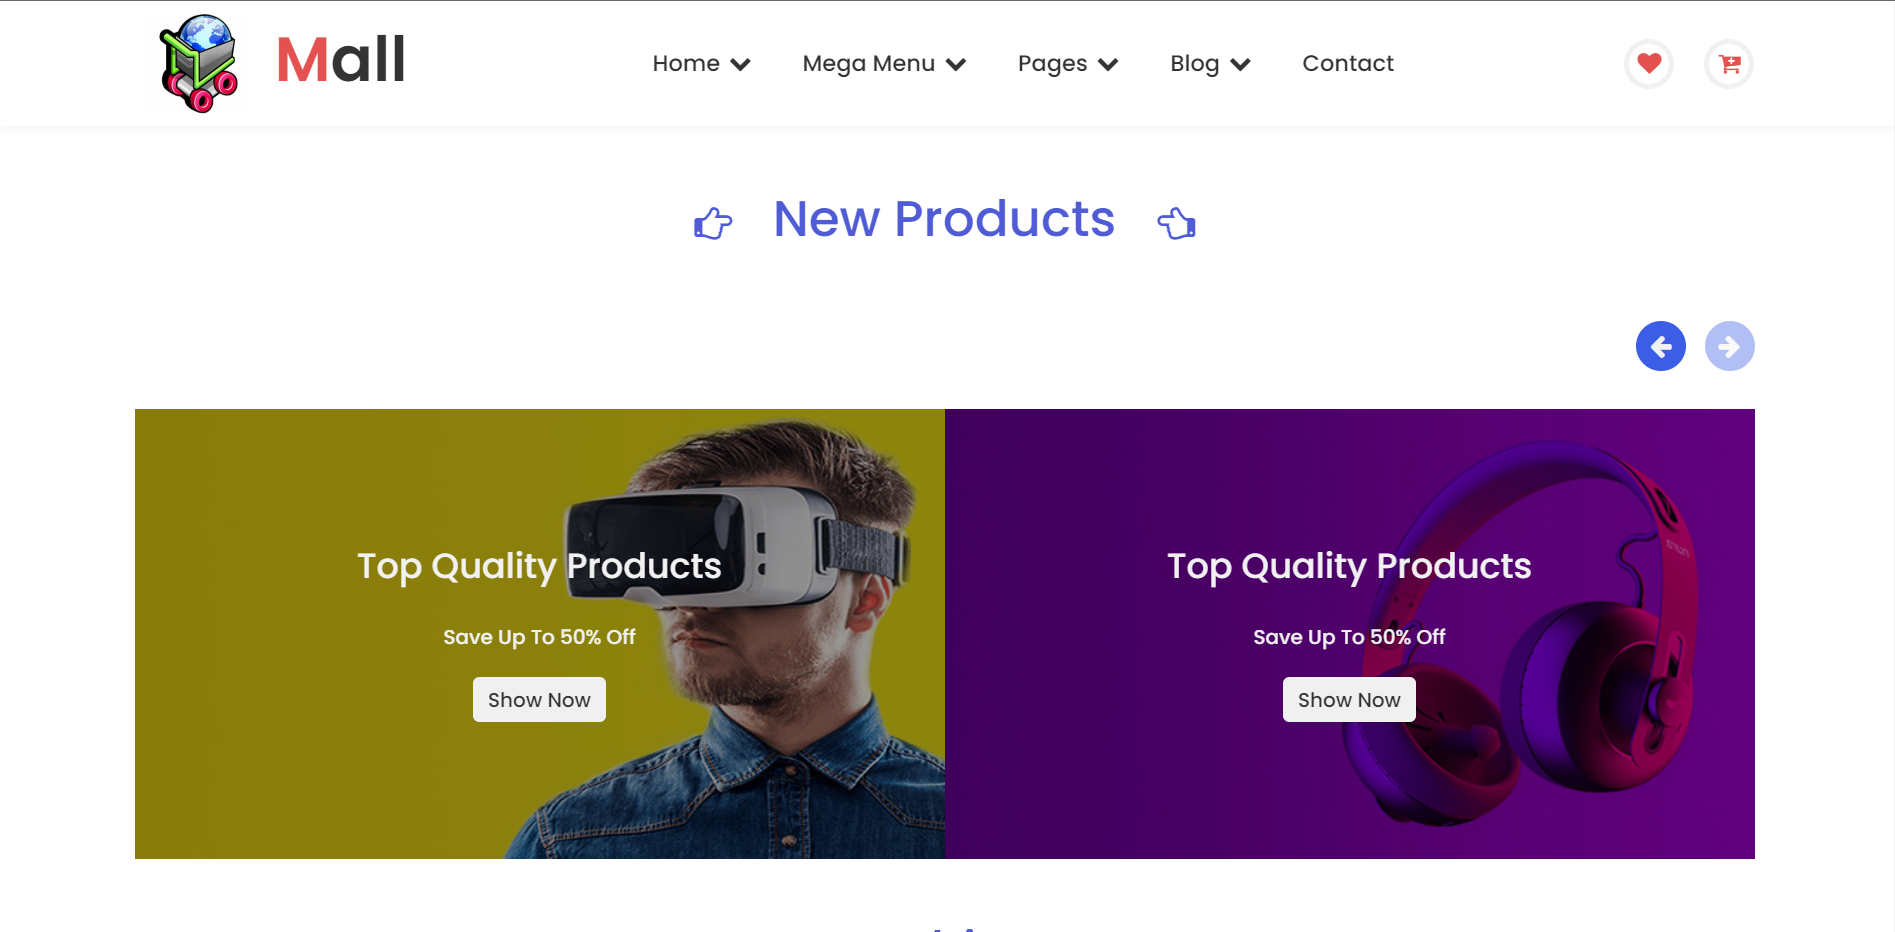 Mall
Home
Mega Menu
Pages
Blog
Contact
New Products
Top Quality Products
Save Up To 50% Off
Show Now
Top Quality Products
Save Up To 50% Off
Show Now